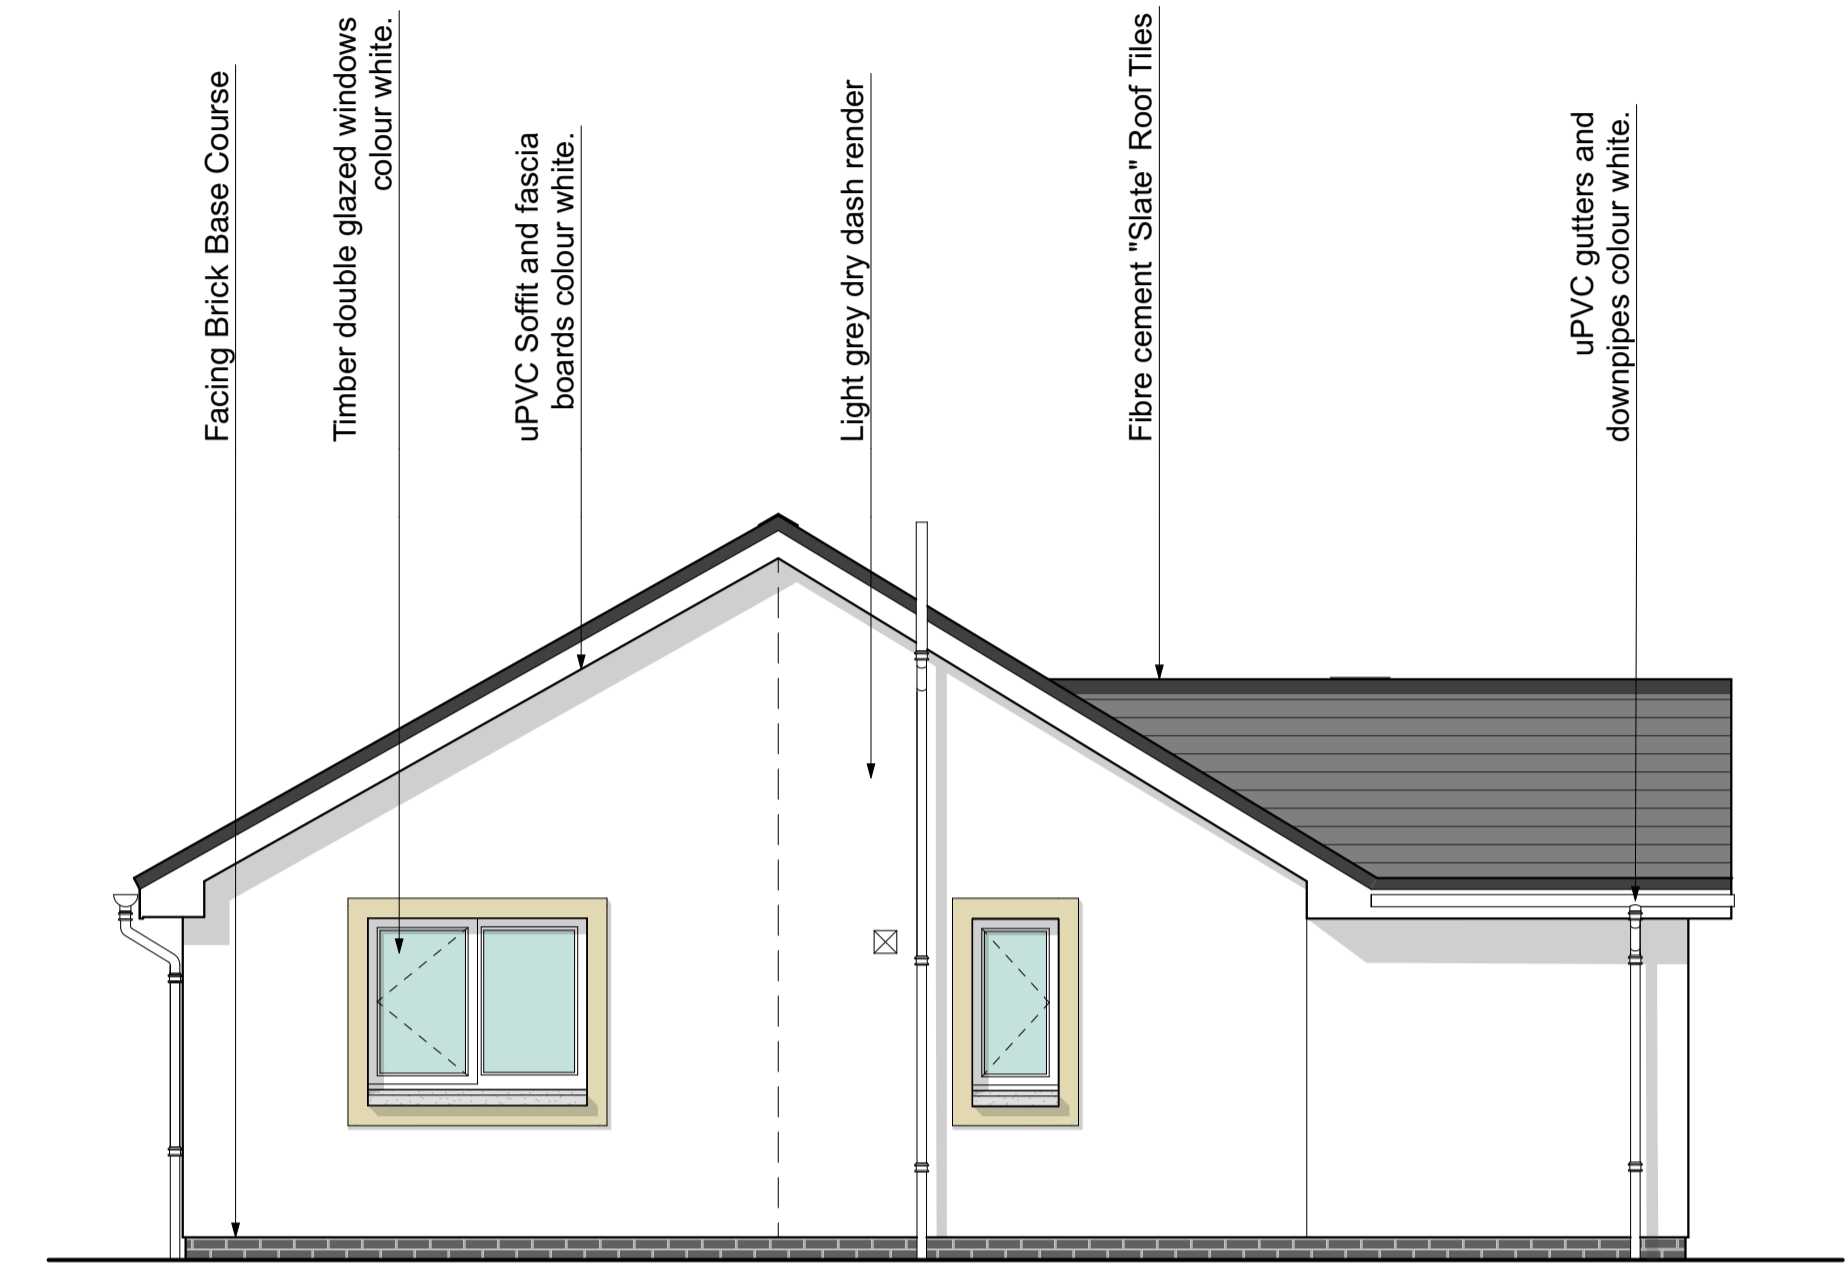 Facing Brick Base Course
Timber double glazed windows
colour white.
uPVC Soffit and fascia
boards colour white.
Light grey dry dash render
Fibre cement "Slate" Roof Tiles
uPVC gutters and
downpipes colour white.